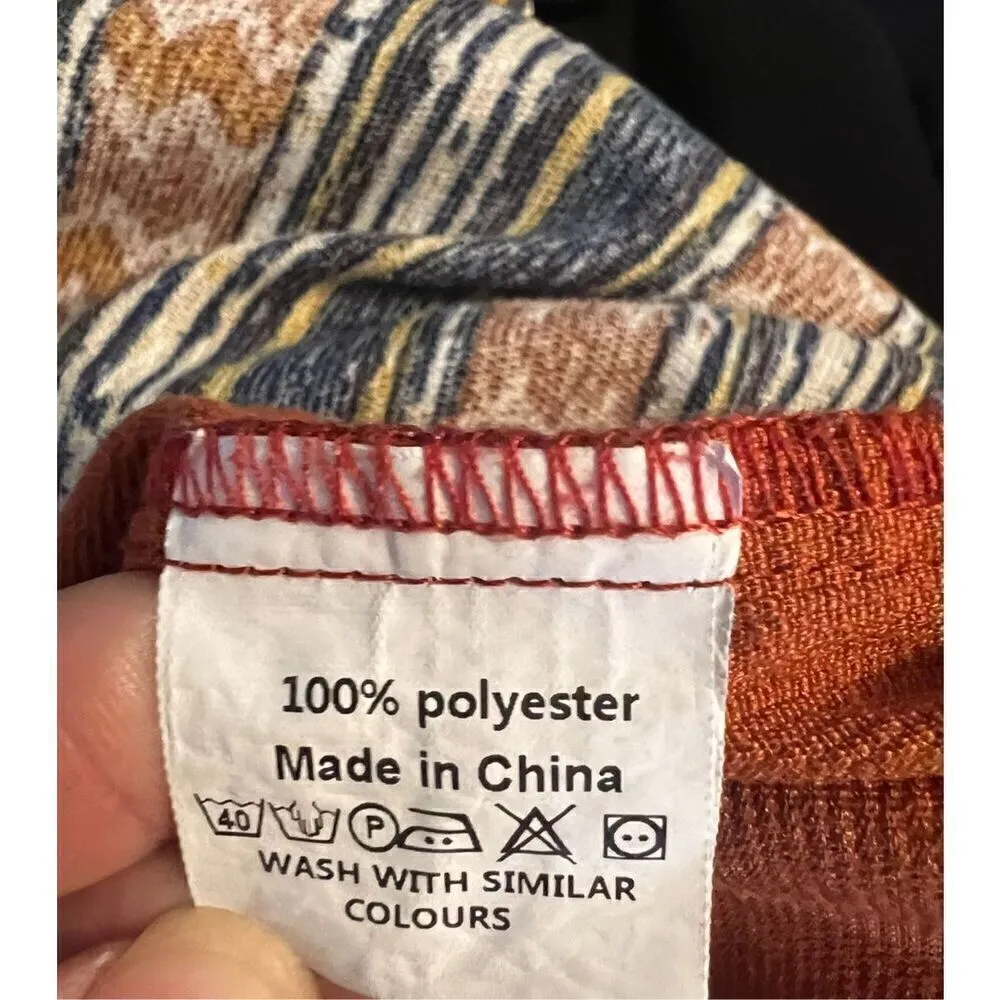 100% polyester
Made in China
40 P
WASH WITH SIMILAR
COLOURS